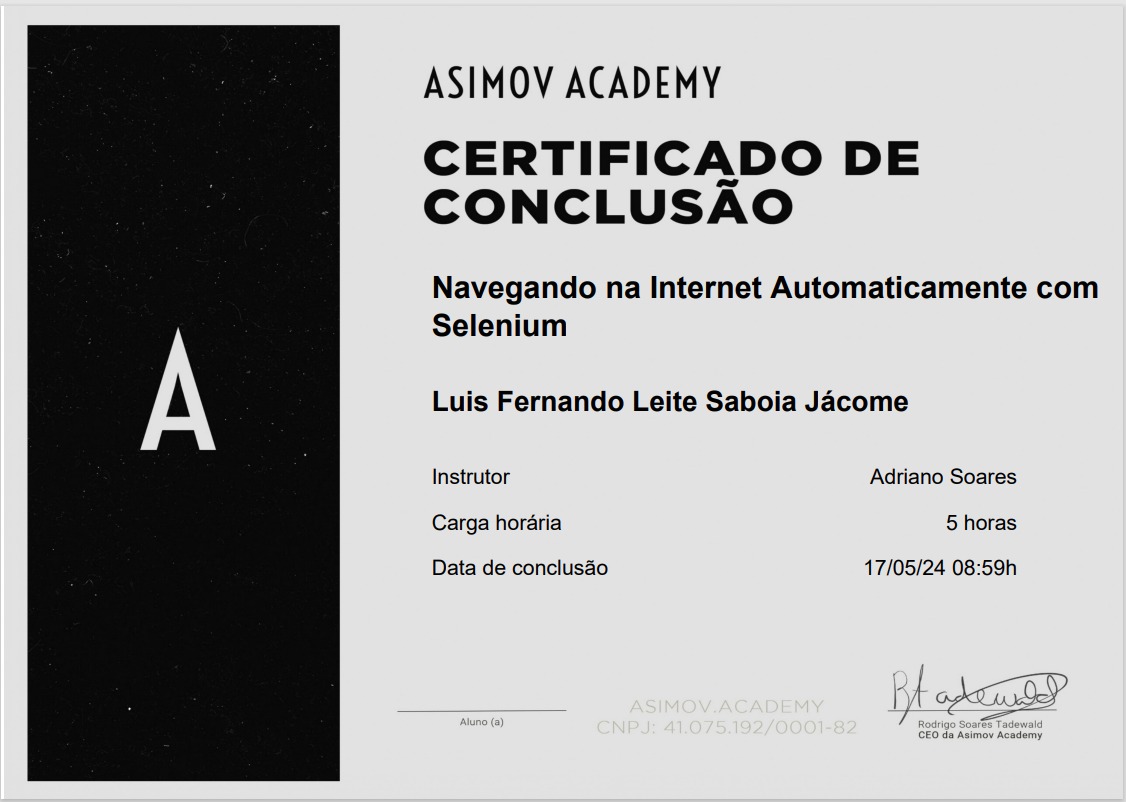 A
ASIMOV ACADEMY
CERTIFICADO DE
CONCLUSÃO
Navegando na Internet Automaticamente com
Selenium
Luis Fernando Leite Saboia Jácome
Instrutor Adriano Soares
Carga horária 5 horas
Data de conclusão 17/05/24 08:59h
Aluno (a)
ASIMOV.ACADEMY
CNPJ: 41.075.192/0001-82
Rodrigo Soares Tadewald
CEO da Asimov Academy